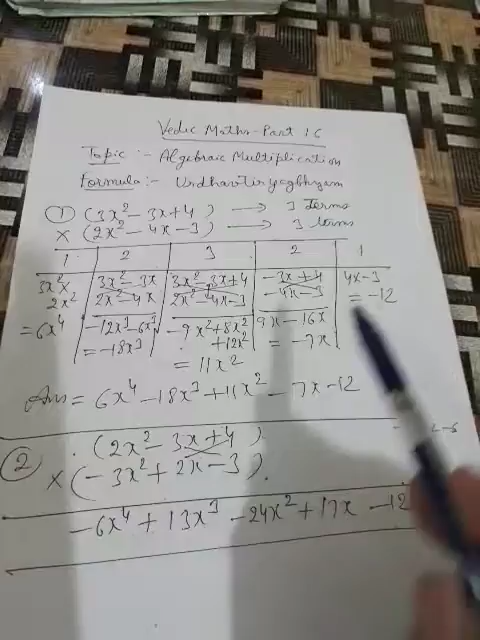 Vedic Maths-Part 16
Topic :- Algebraic Multiplication
Formula:- Urdhavtiryagbhyam
① (3x²-3x+4) → 3 Terms
× (2x²-4x-3) → 3 terms
1 2 3 2 1
3x²× 3x²-3x 3x²-3x+4 -3x+4 4x-3
2x² 2x²-4x 2x²-4x-3 -4x-3 = -12
= 6x⁴ -12x³-6x³ -9x²+8x² 9x-16x
= -18x³ +12x² = -7x
= 11x²
Ans = 6x⁴-18x³+11x²-7x-12
② (2x²-3x+4)
×(-3x²+2x-3)
-6x⁴+13x³-24x²+17x-12